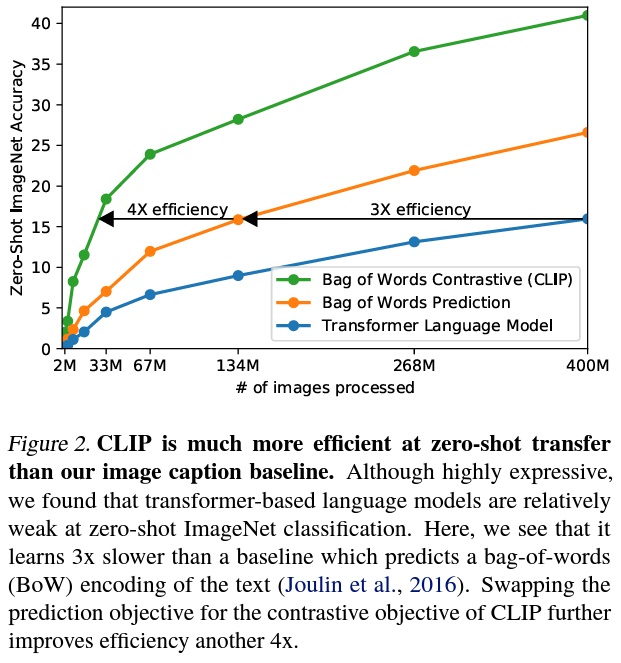 40
35
30
25
20
15
10
5
0
Zero-Shot ImageNet Accuracy
4X efficiency
3X efficiency
Bag of Words Contrastive (CLIP)
Bag of Words Prediction
Transformer Language Model
2M 33M 67M 134M 268M 400M
# of images processed
Figure 2. CLIP is much more efficient at zero-shot transfer
than our image caption baseline. Although highly expressive,
we found that transformer-based language models are relatively
weak at zero-shot ImageNet classification. Here, we see that it
learns 3x slower than a baseline which predicts a bag-of-words
(BoW) encoding of the text (Joulin et al., 2016). Swapping the
prediction objective for the contrastive objective of CLIP further
improves efficiency another 4x.